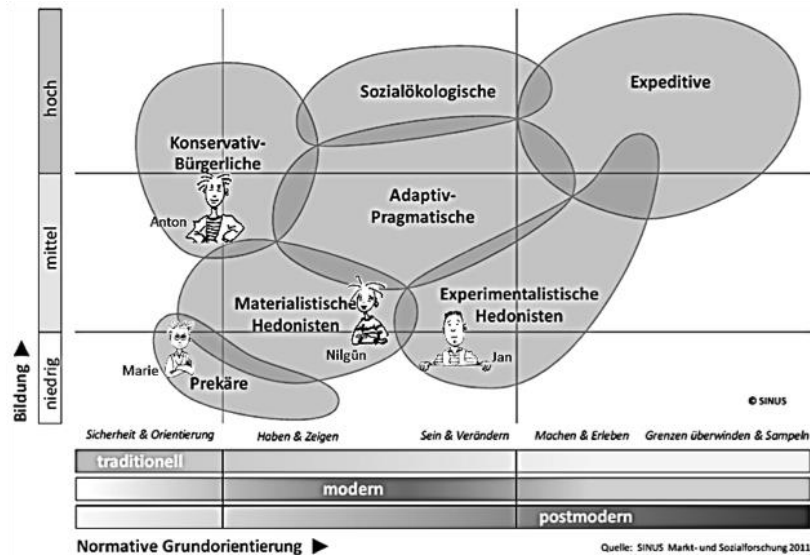 hoch
Sozialökologische
Expeditive
Konservativ-
Bürgerliche
mittel
Adaptiv-
Pragmatische
Anton
Materialistische
Hedonisten
Experimentalistische
Hedonisten
Nilgün
Jan
Bildung ►
niedrig
Marie
Prekäre
© SINUS
Sicherheit & Orientierung
Haben & Zeigen
Sein & Verändern
Machen & Erleben
Grenzen überwinden & Sampeln
traditionell
modern
postmodern
Normative Grundorientierung ►
Quelle: SINUS Markt- und Sozialforschung 2011